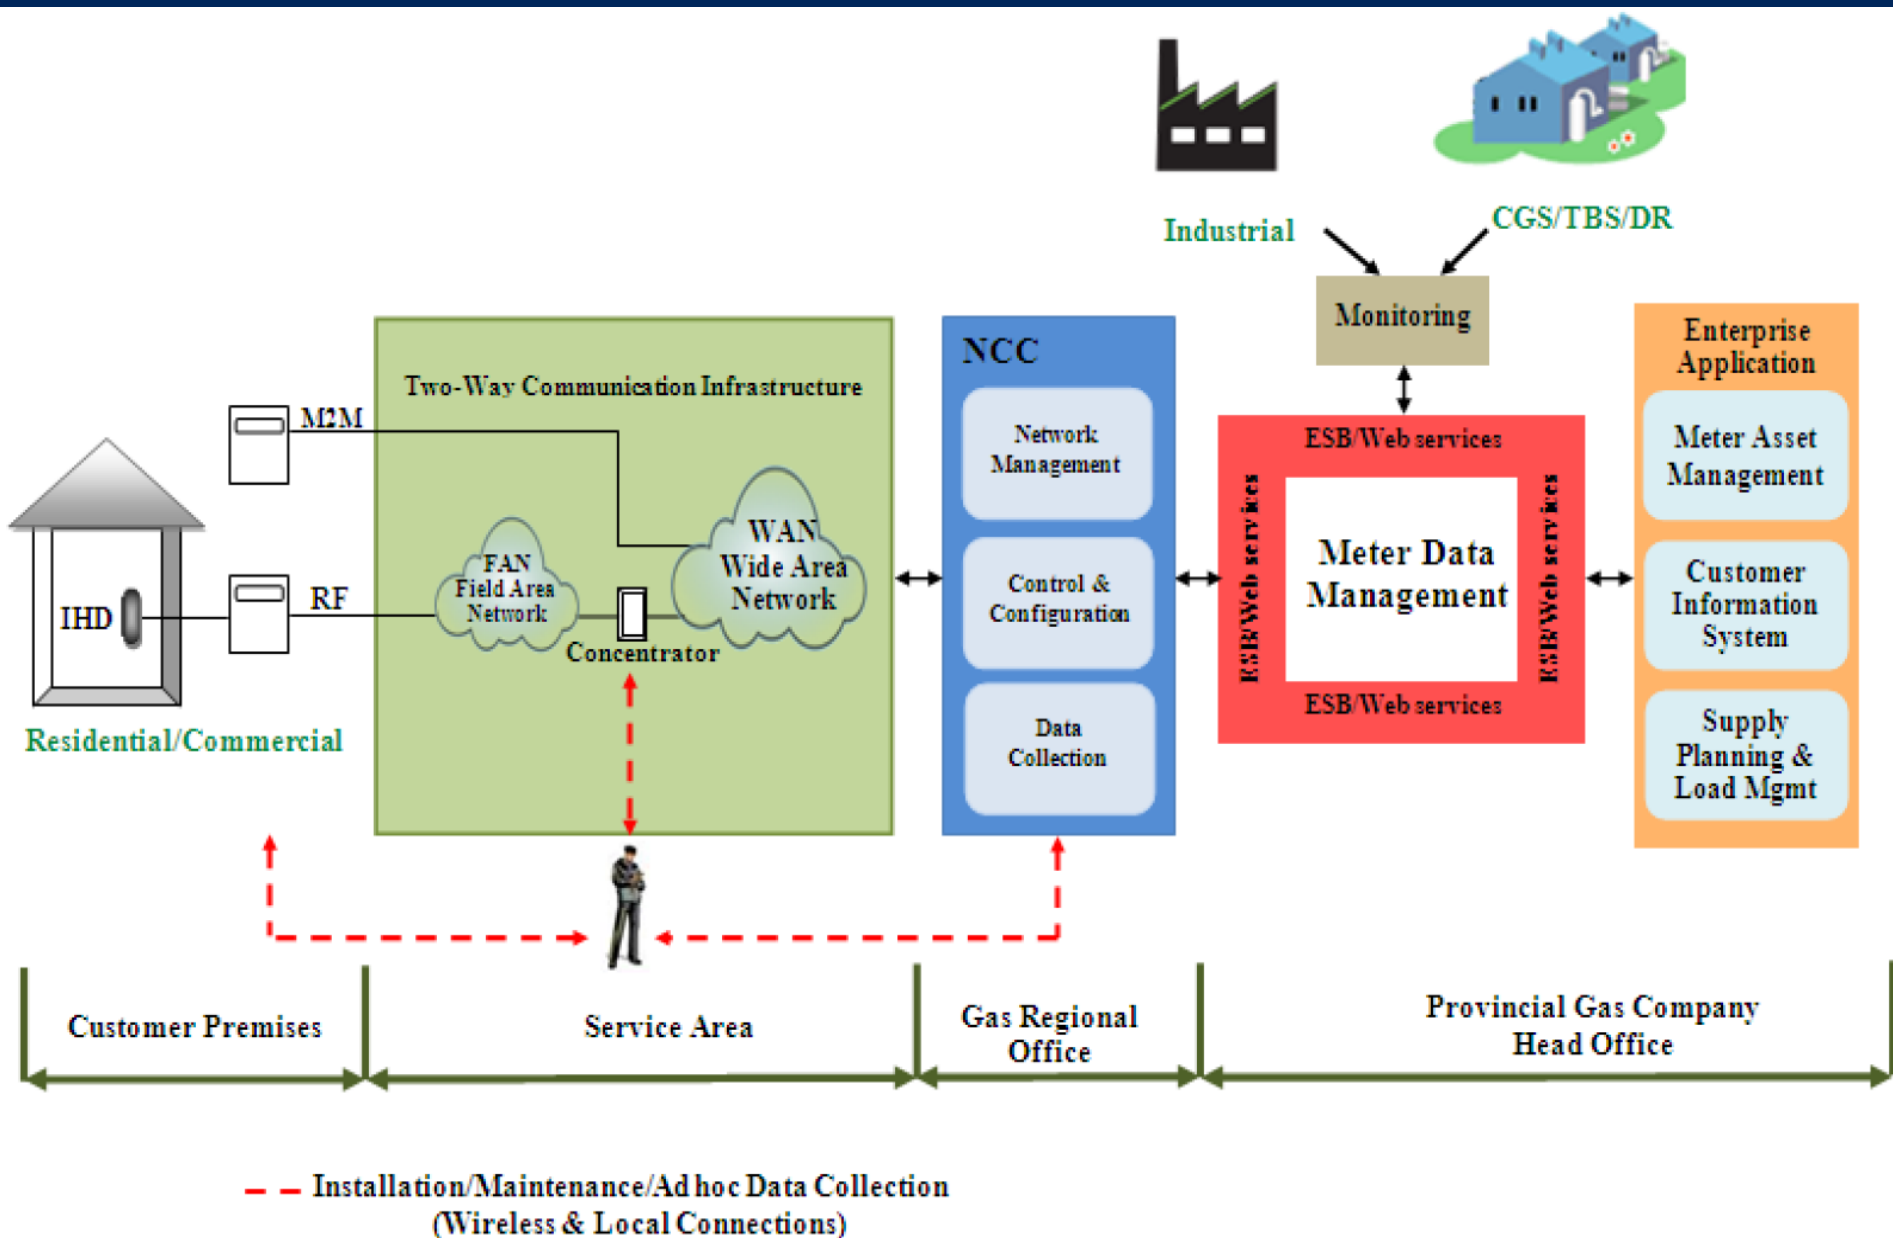 Industrial
CGS/TBS/DR
Monitoring
Two-Way Communication Infrastructure
M2M
RF
IHD
FAN
Field Area
Network
Concentrator
WAN
Wide Area
Network
Residential/Commercial
NCC
Network
Management
Control &
Configuration
Data
Collection
ESB/Web services
ESB/Web services
Meter Data
Management
ESB/Web services
ESB/Web services
Enterprise
Application
Meter Asset
Management
Customer
Information
System
Supply
Planning &
Load Mgmt
Customer Premises
Service Area
Gas Regional
Office
Provincial Gas Company
Head Office
Installation/Maintenance/Ad hoc Data Collection
(Wireless & Local Connections)